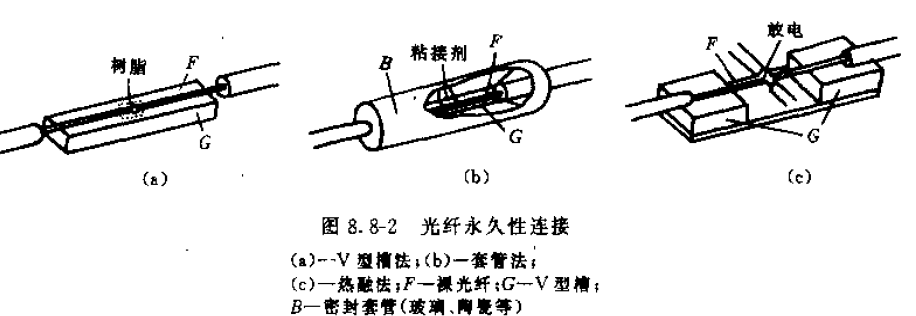 树脂 F G
(a)
B 粘接剂 F G
(b)
F 放电 G
(c)
图 8.8-2 光纤永久性连接
(a)—V 型槽法;(b)—套管法;
(c)—热融法;F—裸光纤;G—V 型槽;
B—密封套管(玻璃、陶瓷等)